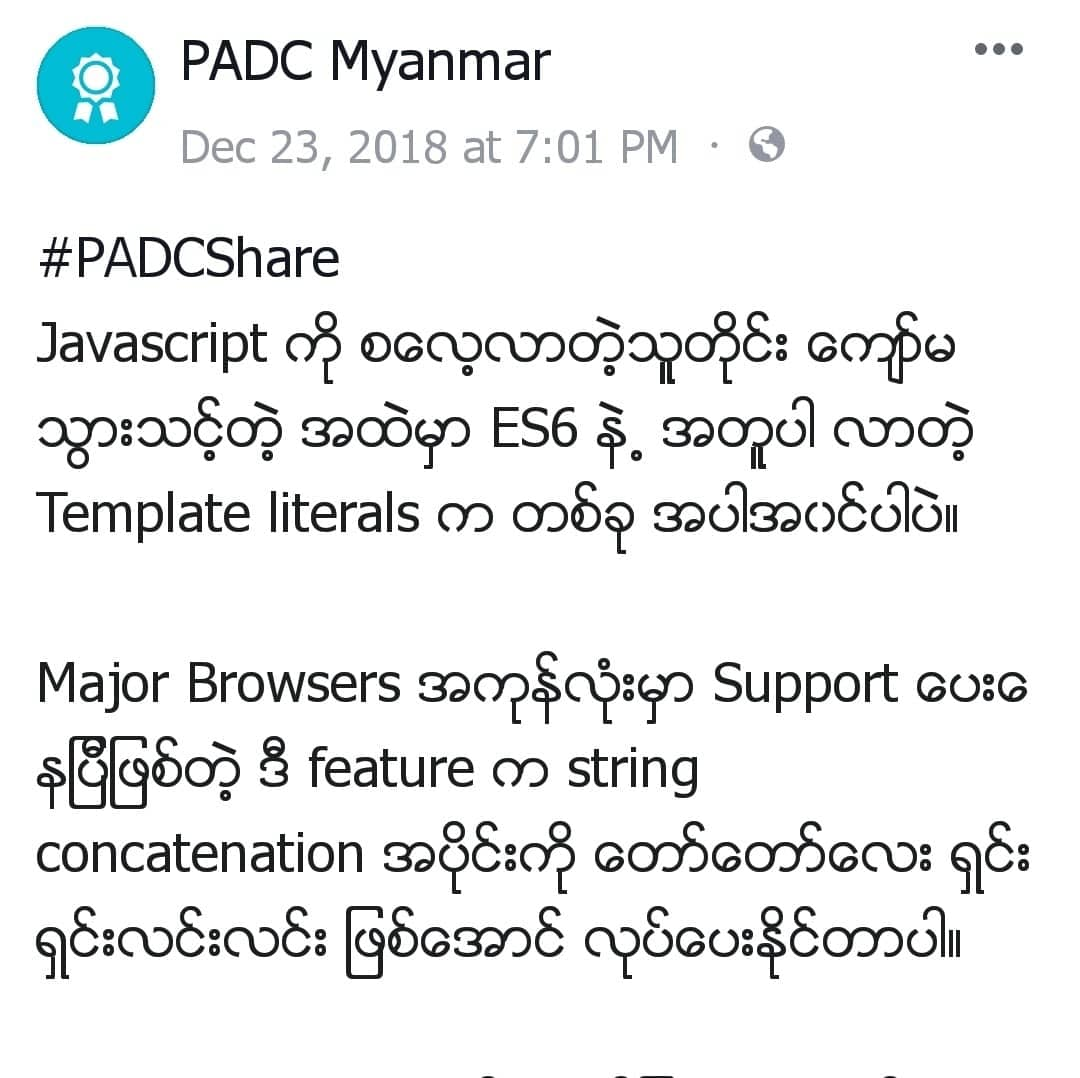 PADC Myanmar
Dec 23, 2018 at 7:01 PM ·
#PADCShare
Javascript ကို စလေ့လာတဲ့သူတိုင်း ကျော်မ
သွားသင့်တဲ့ အထဲမှာ ES6 နဲ့ အတူပါ လာတဲ့
Template literals က တစ်ခု အပါအဝင်ပါပဲ။
Major Browsers အကုန်လုံးမှာ Support ပေးေ
နပြီဖြစ်တဲ့ ဒီ feature က string
concatenation အပိုင်းကို တော်တော်လေး ရှင်း
ရှင်းလင်းလင်း ဖြစ်အောင် လုပ်ပေးနိုင်တာပါ။